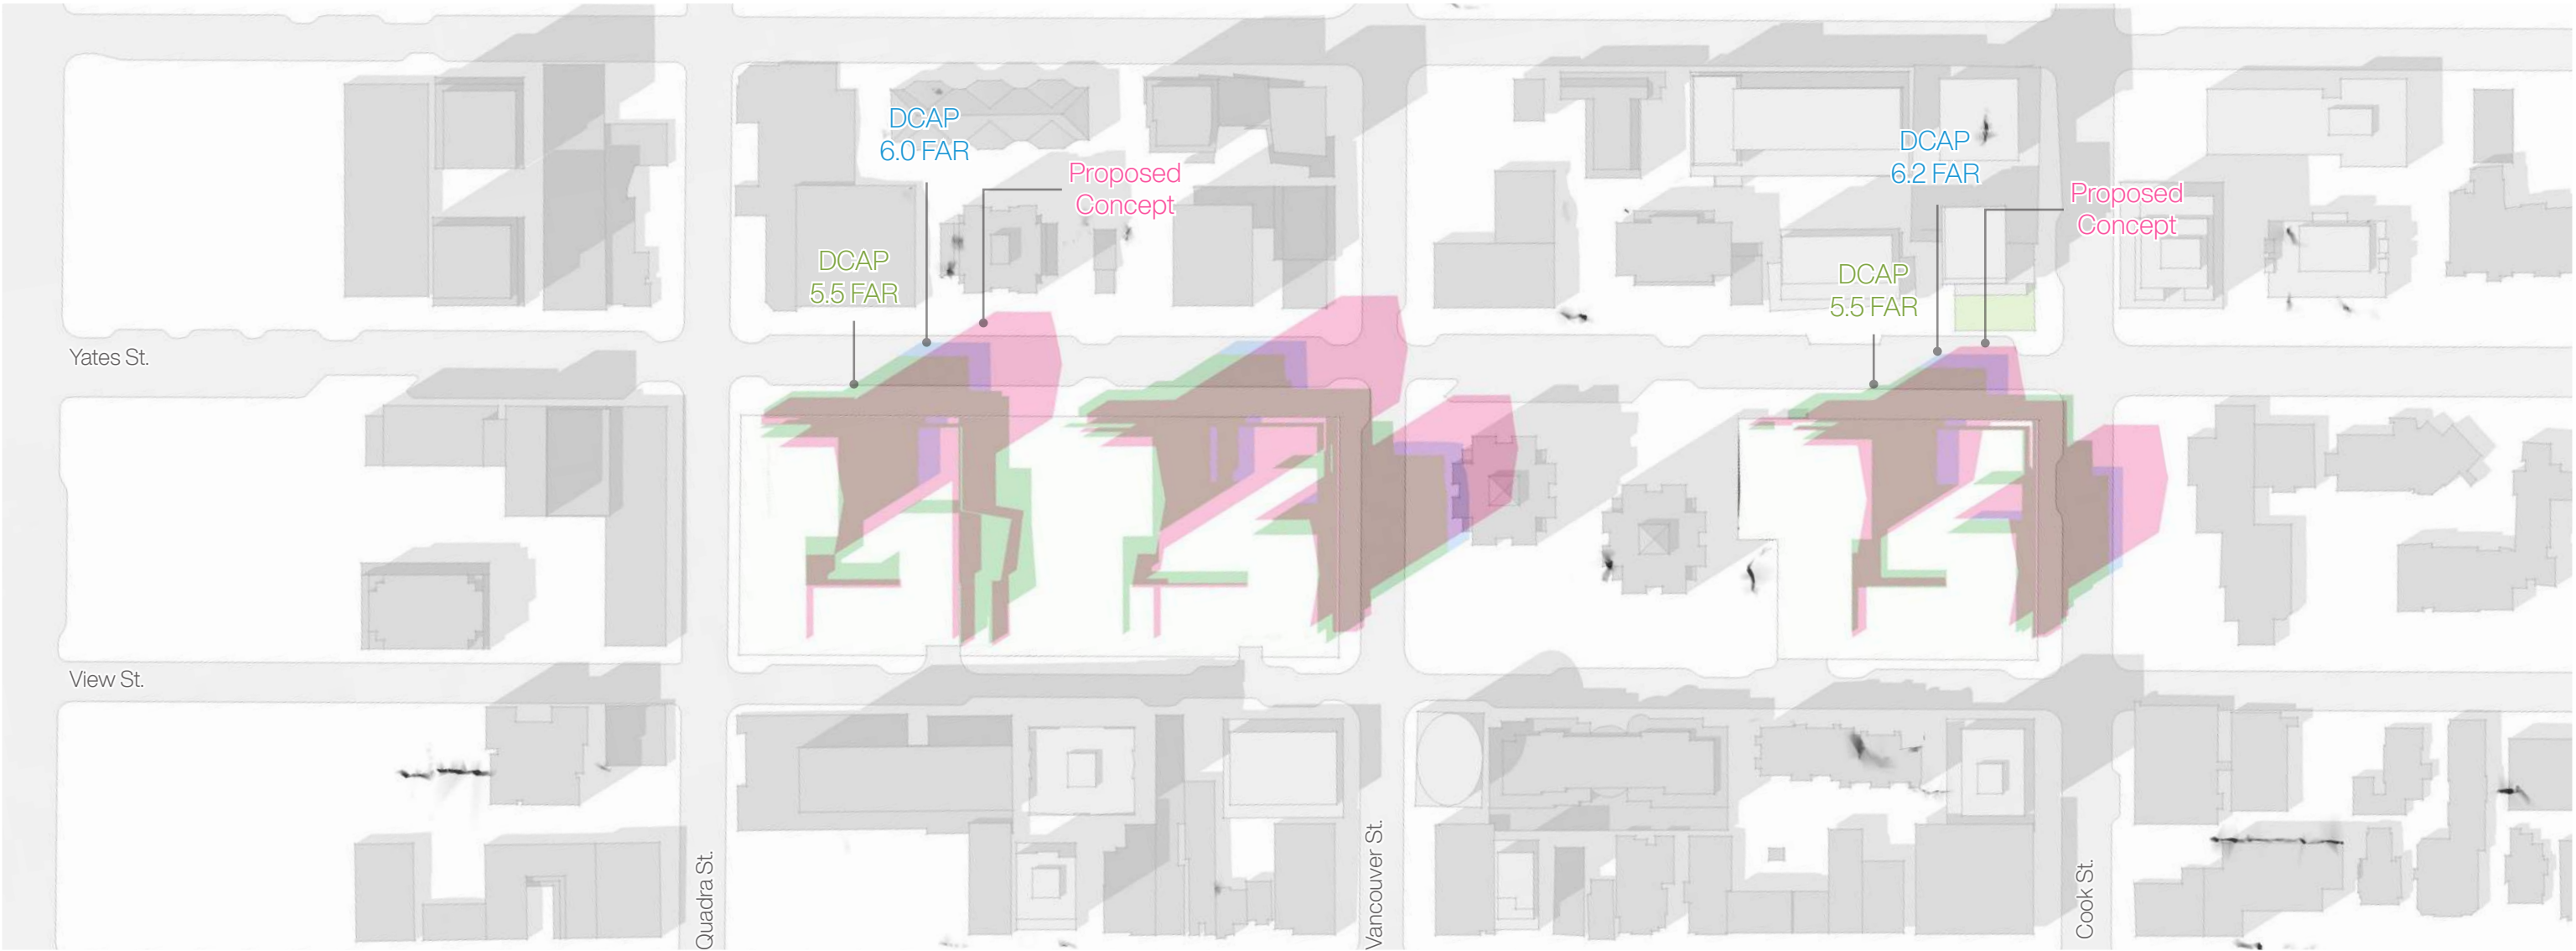 DCAP
6.0 FAR
Proposed
Concept
DCAP
5.5 FAR
DCAP
6.2 FAR
Proposed
Concept
DCAP
5.5 FAR
Yates St.
View St.
Quadra St.
Vancouver St.
Cook St.